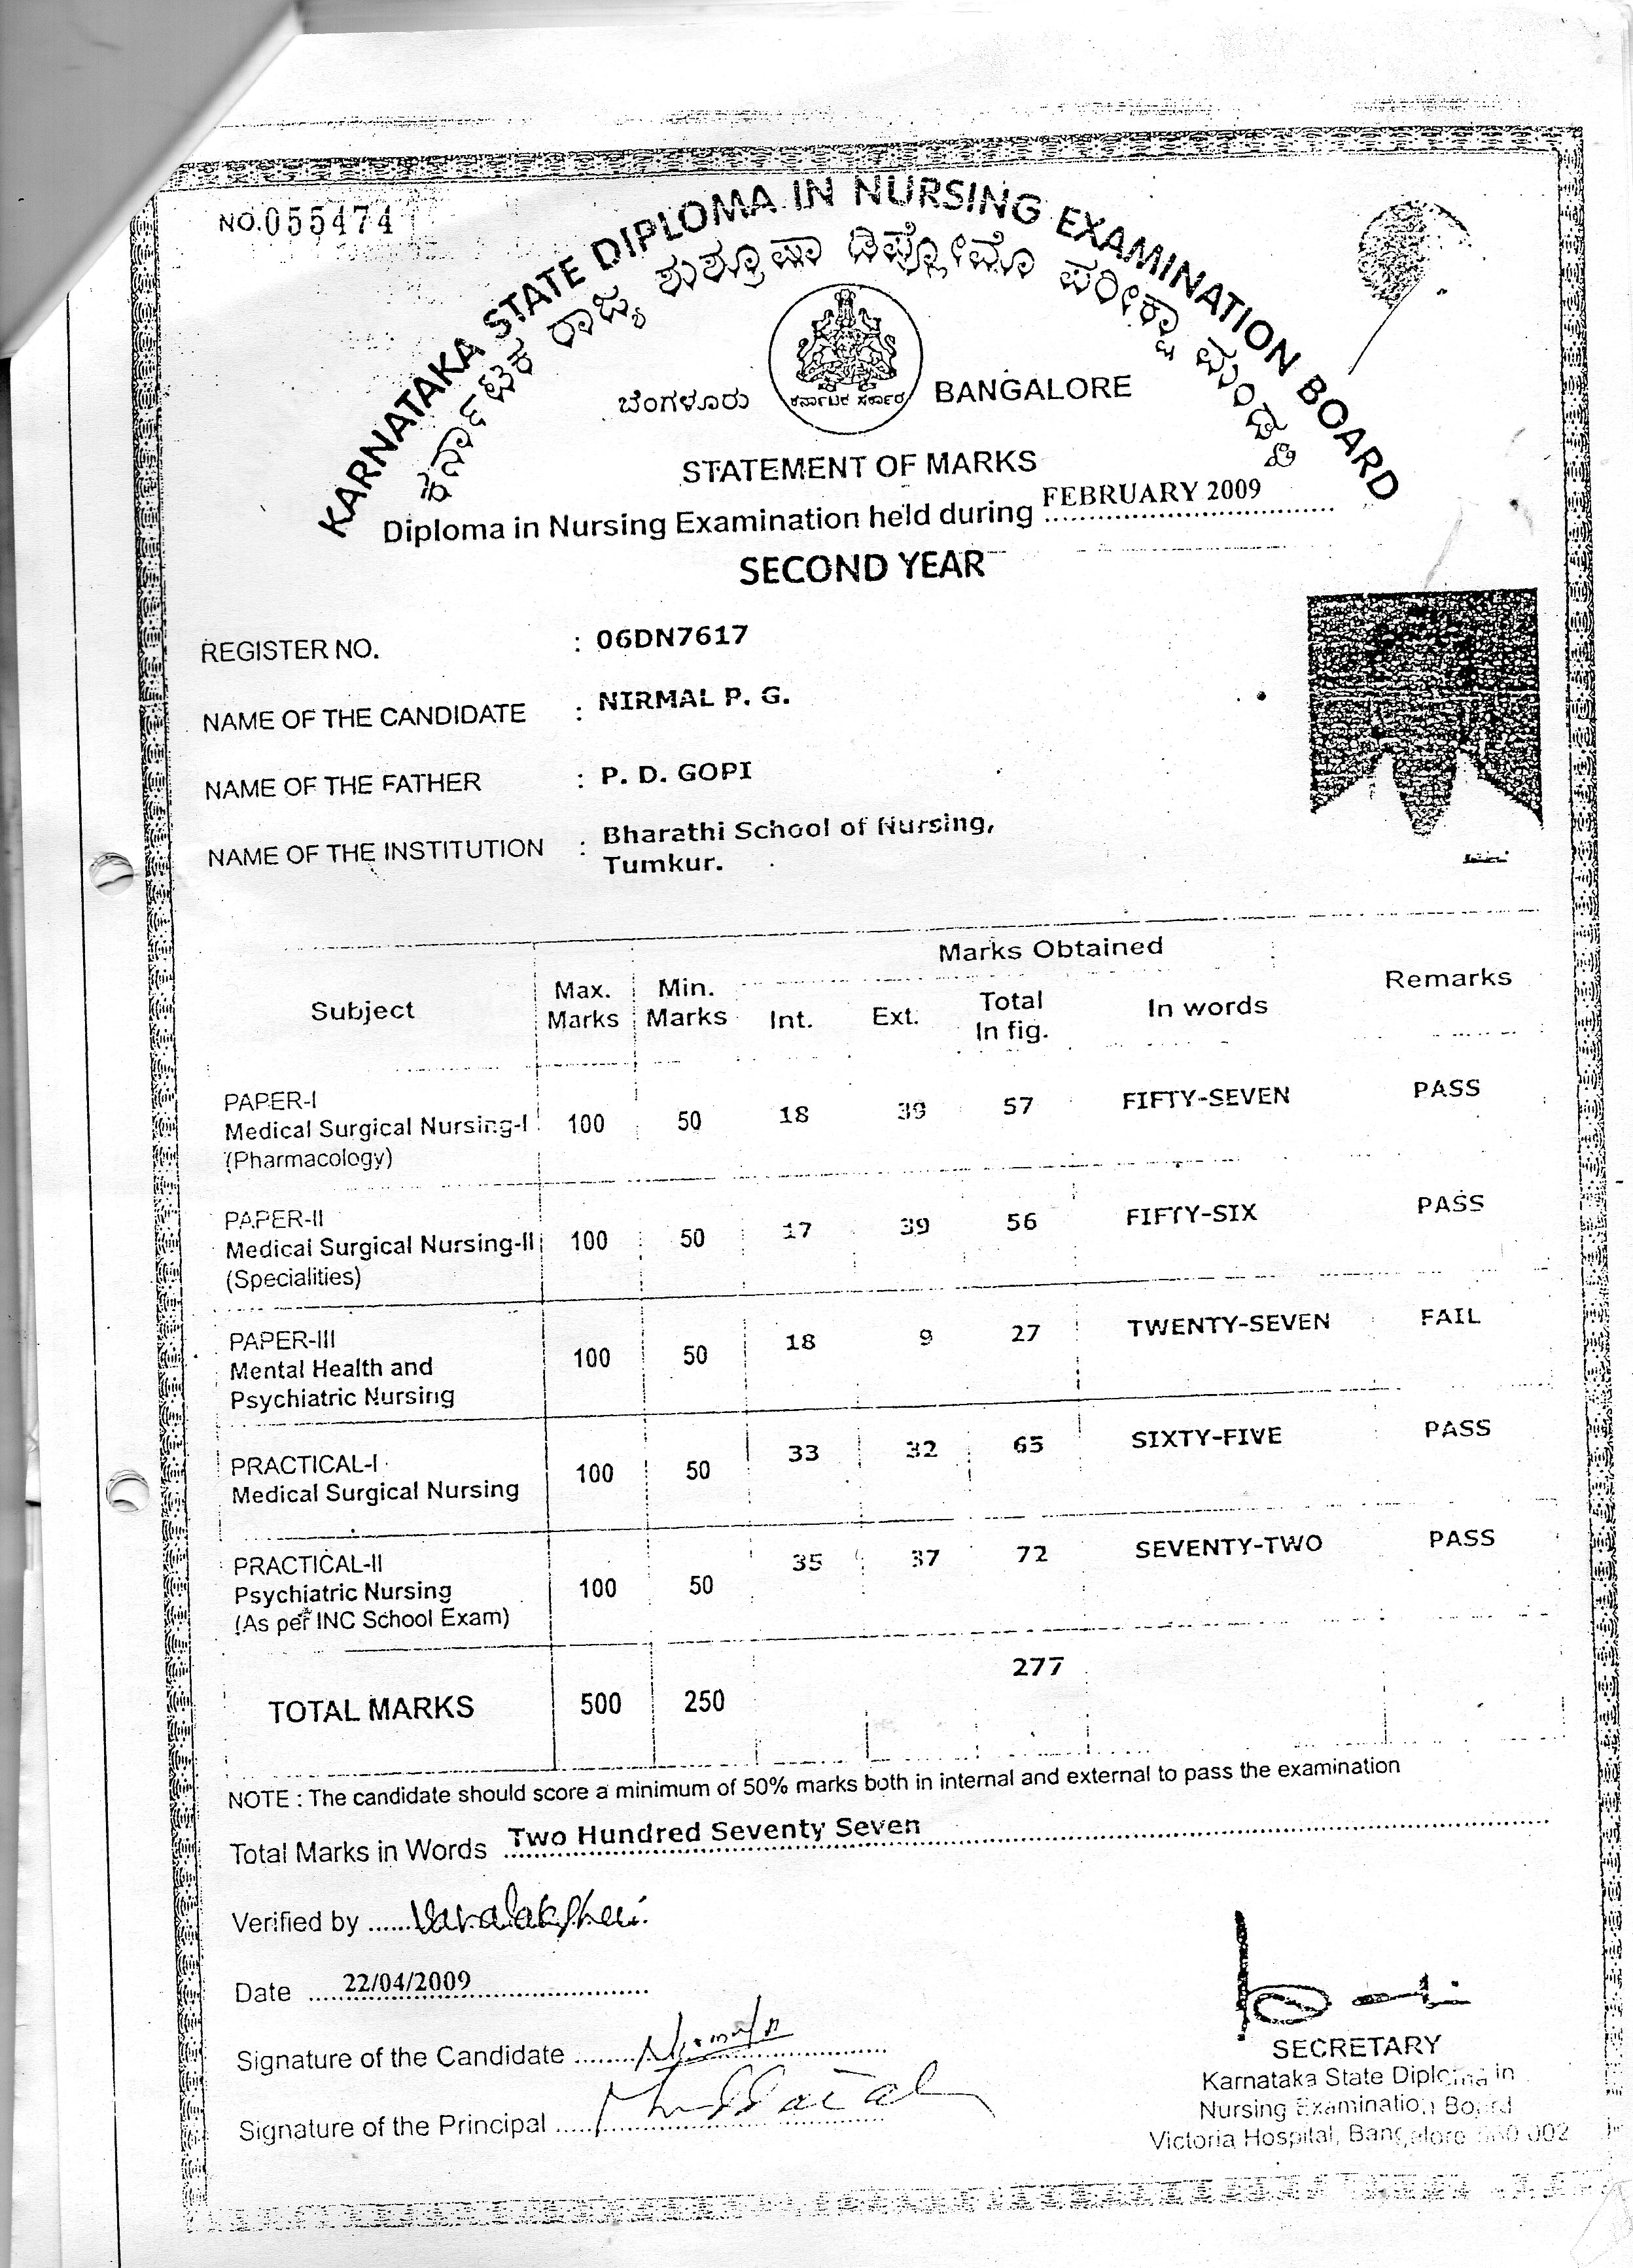 NO.055474
KARNATAKA STATE DIPLOMA IN NURSING EXAMINATION BOARD
ಕರ್ನಾಟಕ ರಾಜ್ಯ ಶುಶ್ರೂಷಾ ಡಿಪ್ಲೋಮೊ ಪರೀಕ್ಷಾ ಮಂಡಳಿ
ಬೆಂಗಳೂರು BANGALORE
ಕರ್ನಾಟಕ ಸರ್ಕಾರ
STATEMENT OF MARKS
Diploma in Nursing Examination held during FEBRUARY 2009
SECOND YEAR
REGISTER NO. : 06DN7617
NAME OF THE CANDIDATE : NIRMAL P. G.
NAME OF THE FATHER : P. D. GOPI
NAME OF THE INSTITUTION : Bharathi School of Nursing,
Tumkur.
Marks Obtained
Subject Max. Marks Min. Marks Int. Ext. Total In fig. In words Remarks
PAPER-I
Medical Surgical Nursing-I 100 50 18 39 57 FIFTY-SEVEN PASS
(Pharmacology)
PAPER-II
Medical Surgical Nursing-II 100 50 17 39 56 FIFTY-SIX PASS
(Specialities)
PAPER-III
Mental Health and 100 50 18 9 27 TWENTY-SEVEN FAIL
Psychiatric Nursing
PRACTICAL-I
Medical Surgical Nursing 100 50 33 32 65 SIXTY-FIVE PASS
PRACTICAL-II
Psychiatric Nursing 100 50 35 37 72 SEVENTY-TWO PASS
(As per INC School Exam)
TOTAL MARKS 500 250 277
NOTE : The candidate should score a minimum of 50% marks both in internal and external to pass the examination
Total Marks in Words Two Hundred Seventy Seven
Verified by Varalakshmi
Date 22/04/2009
Signature of the Candidate
Signature of the Principal
SECRETARY
Karnataka State Diploma in
Nursing Examination Board
Victoria Hospital, Bangalore 560 002